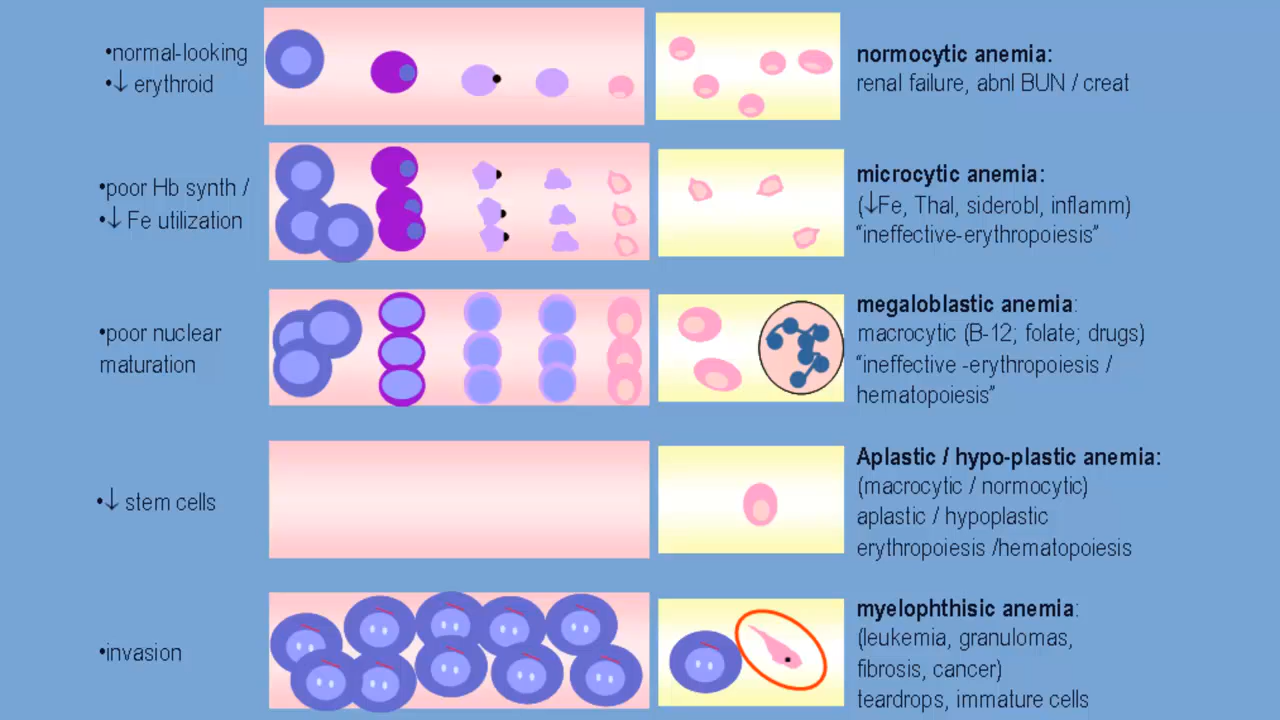 •normal-looking
•↓ erythroid
normocytic anemia:
renal failure, abnl BUN / creat
•poor Hb synth /
•↓ Fe utilization
microcytic anemia:
(↓Fe, Thal, siderobl, inflamm)
“ineffective-erythropoiesis”
•poor nuclear
maturation
megaloblastic anemia:
macrocytic (B-12; folate; drugs)
“ineffective -erythropoiesis /
hematopoiesis”
•↓ stem cells
Aplastic / hypo-plastic anemia:
(macrocytic / normocytic)
aplastic / hypoplastic
erythropoiesis /hematopoiesis
•invasion
myelophthisic anemia:
(leukemia, granulomas,
fibrosis, cancer)
teardrops, immature cells